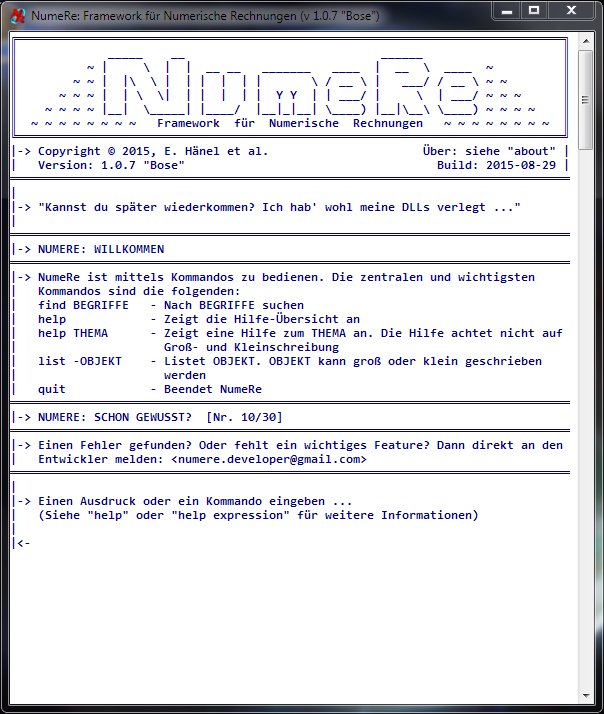 NumeRe: Framework für Numerische Rechnungen (v 1.0.7 "Bose")
NumeRe
~ ~ ~ ~ ~ ~ ~ ~ Framework für Numerische Rechnungen ~ ~ ~ ~ ~ ~ ~ ~
|-> Copyright © 2015, E. Hänel et al. Über: siehe "about" |
| Version: 1.0.7 "Bose" Build: 2015-08-29 |
|-> "Kannst du später wiederkommen? Ich hab' wohl meine DLLs verlegt ..."
|-> NUMERE: WILLKOMMEN
|-> NumeRe ist mittels Kommandos zu bedienen. Die zentralen und wichtigsten
| Kommandos sind die folgenden:
| find BEGRIFFE - Nach BEGRIFFE suchen
| help - Zeigt die Hilfe-Übersicht an
| help THEMA - Zeigt eine Hilfe zum THEMA an. Die Hilfe achtet nicht auf
| Groß- und Kleinschreibung
| list -OBJEKT - Listet OBJEKT. OBJEKT kann groß oder klein geschrieben
| werden
| quit - Beendet NumeRe
|-> NUMERE: SCHON GEWUSST? [Nr. 10/30]
|-> Einen Fehler gefunden? Oder fehlt ein wichtiges Feature? Dann direkt an den
| Entwickler melden: <numere.developer@gmail.com>
|-> Einen Ausdruck oder ein Kommando eingeben ...
| (Siehe "help" oder "help expression" für weitere Informationen)
|
|<-